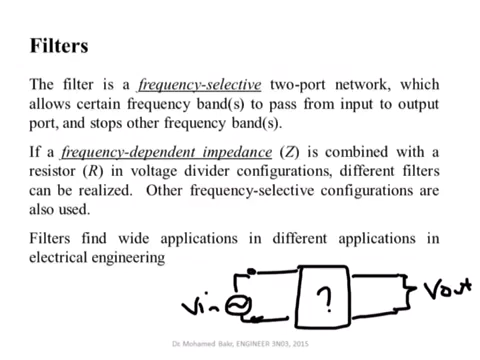 Filters
The filter is a frequency-selective two-port network, which
allows certain frequency band(s) to pass from input to output
port, and stops other frequency band(s).
If a frequency-dependent impedance (Z) is combined with a
resistor (R) in voltage divider configurations, different filters
can be realized. Other frequency-selective configurations are
also used.
Filters find wide applications in different applications in
electrical engineering
Vin ? Vout
Dr. Mohamed Bakr, ENGINEER 3N03, 2015